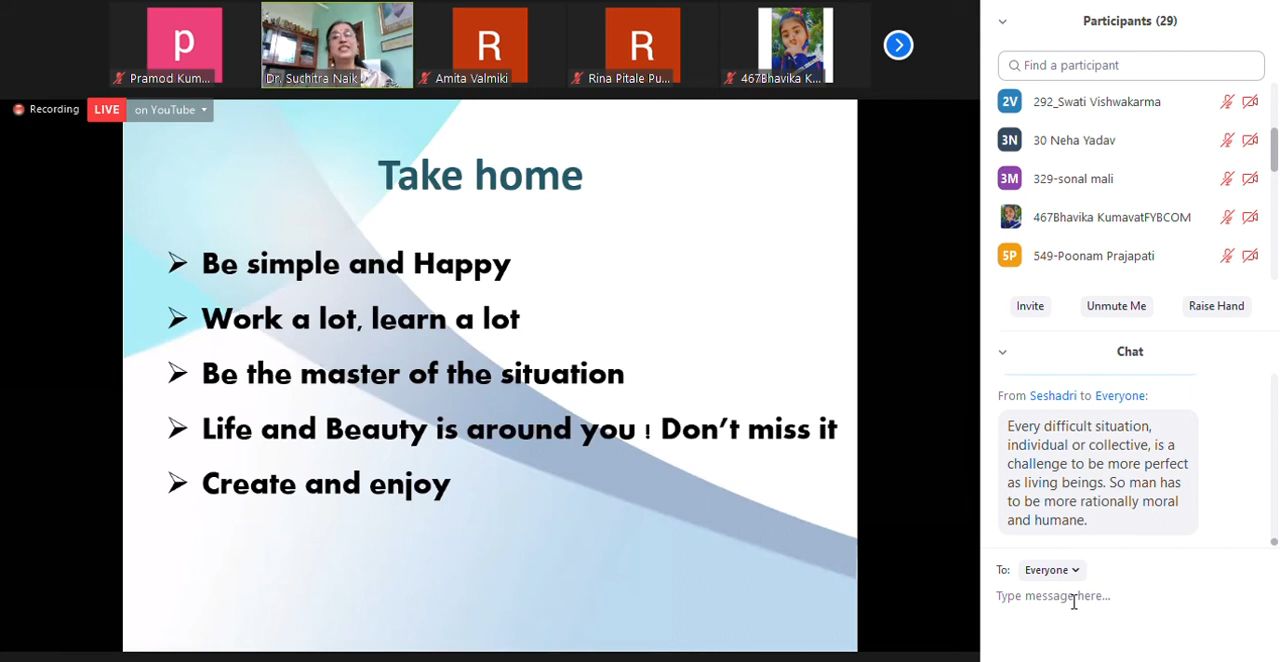 p
R
R
Pramod Kum...
Dr. Suchitra Naik
Amita Valmiki
Rina Pitale Pu...
467Bhavika K...
Recording
LIVE
on YouTube
Take home
Be simple and Happy
Work a lot, learn a lot
Be the master of the situation
Life and Beauty is around you ! Don't miss it
Create and enjoy
Participants (29)
Find a participant
2V 292_Swati Vishwakarma
3N 30 Neha Yadav
3M 329-sonal mali
467Bhavika KumavatFYBCOM
5P 549-Poonam Prajapati
Invite Unmute Me Raise Hand
Chat
From Seshadri to Everyone:
Every difficult situation,
individual or collective, is a
challenge to be more perfect
as living beings. So man has
to be more rationally moral
and humane.
To: Everyone
Type message here...